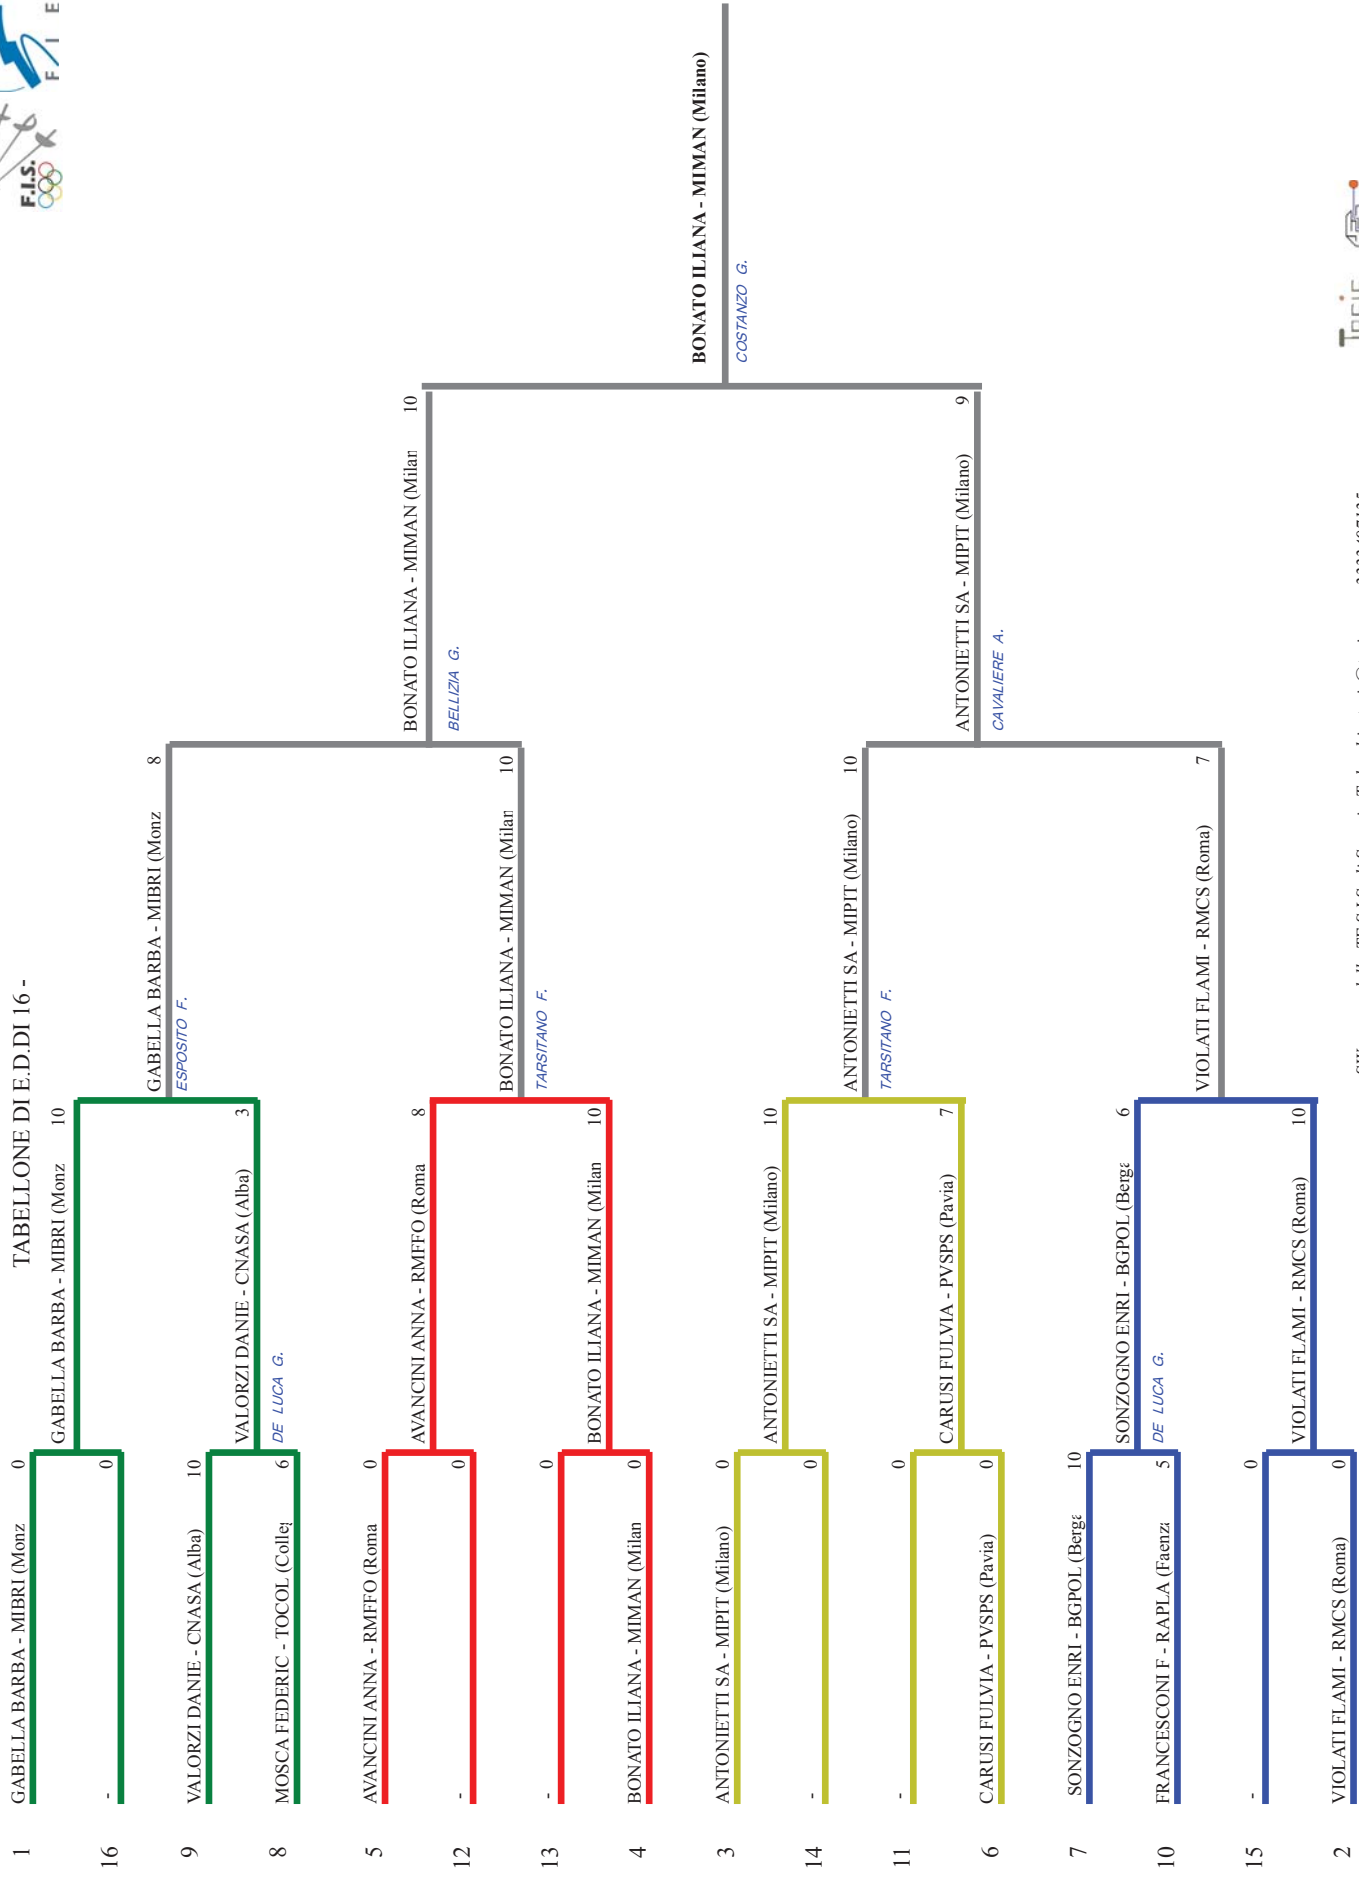 F.I.S.
F I E
TABELLONE DI E.D.DI 16 -
1 GABELLA BARBA - MIBRI (Monz 0
GABELLA BARBA - MIBRI (Monz 10
16 - 0
GABELLA BARBA - MIBRI (Monz 8
ESPOSITO F.
9 VALORZI DANIE - CNASA (Alba) 10
VALORZI DANIE - CNASA (Alba) 3
DE LUCA G.
8 MOSCA FEDERIC - TOCOL (Colle 6
BONATO ILIANA - MIMAN (Milan 10
BELLIZIA G.
5 AVANCINI ANNA - RMFFO (Roma 0
AVANCINI ANNA - RMFFO (Roma 8
12 - 0
BONATO ILIANA - MIMAN (Milan 10
TARSITANO F.
13 - 0
BONATO ILIANA - MIMAN (Milan 10
4 BONATO ILIANA - MIMAN (Milan 0
BONATO ILIANA - MIMAN (Milano)
COSTANZO G.
3 ANTONIETTI SA - MIPIT (Milano) 0
ANTONIETTI SA - MIPIT (Milano) 10
14 - 0
ANTONIETTI SA - MIPIT (Milano) 10
TARSITANO F.
11 - 0
CARUSI FULVIA - PVSPS (Pavia) 7
6 CARUSI FULVIA - PVSPS (Pavia) 0
ANTONIETTI SA - MIPIT (Milano) 9
CAVALIERE A.
7 SONZOGNO ENRI - BGPOL (Berga 10
SONZOGNO ENRI - BGPOL (Berga 6
DE LUCA G.
10 FRANCESCONI F - RAPLA (Faenza 5
VIOLATI FLAMI - RMCS (Roma) 7
15 - 0
VIOLATI FLAMI - RMCS (Roma) 10
2 VIOLATI FLAMI - RMCS (Roma) 0